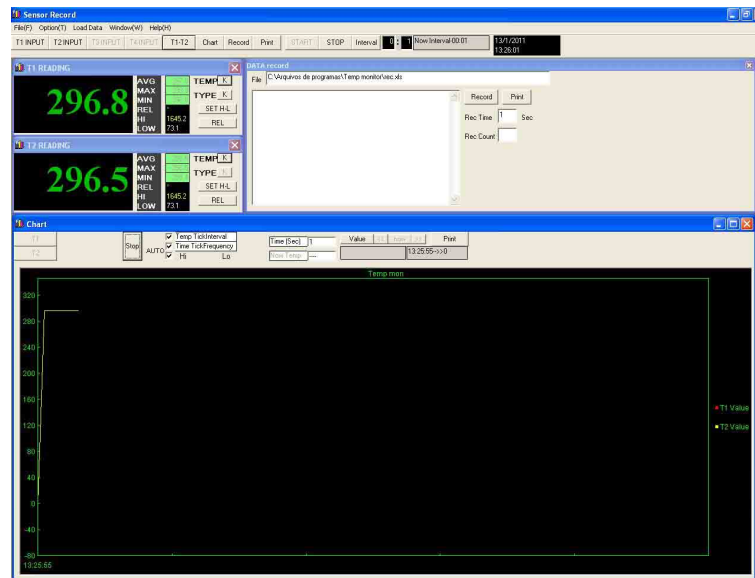 Sensor Record
File(F) Option(T) Load Data Window(W) Help(H)
T1 INPUT T2 INPUT T3 INPUT T4 INPUT T1-T2 Chart Record Print START STOP Interval 0 : 1 Now Interval-00:01 13/1/2011
13:26:01
T1 READING
296.8
AVG
MAX
MIN
REL
HI 1645.2
LOW 73.1
TEMP K
TYPE K
SET H-L
REL
DATA record
File C:\Arquivos de programas\Temp monitor\rec.xls
Record Print
Rec Time 1 Sec
Rec Count
T2 READING
296.5
AVG
MAX
MIN
REL
HI 1645.2
LOW 73.1
TEMP K
TYPE
SET H-L
REL
Chart
T1
T2
Stop
AUTO
Temp TickInterval
Time TickFrequency
Hi Lo
Time (Sec) 1
Now Temp ---
Value << now >> Print
13:25:55->>0
Temp mon
320
280
240
200
160
120
80
40
0
-40
-80
13:25:55
T1 Value
T2 Value